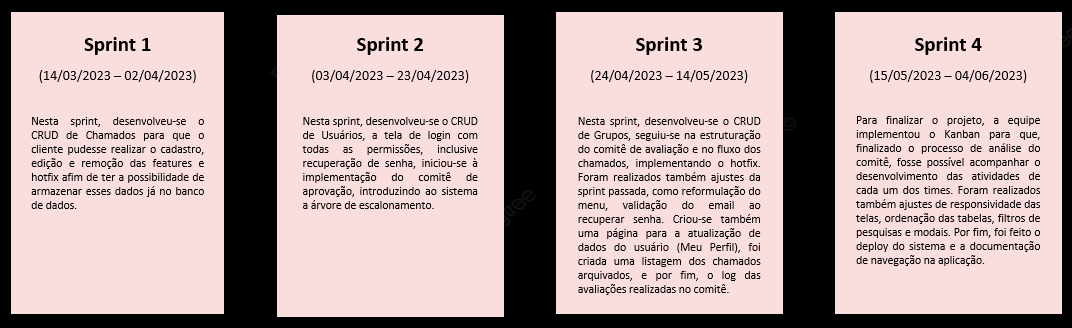 Sprint 1
(14/03/2023 – 02/04/2023)
Nesta sprint, desenvolveu-se o
CRUD de Chamados para que o
cliente pudesse realizar o cadastro,
edição e remoção das features e
hotfix afim de ter a possibilidade de
armazenar esses dados já no banco
de dados.
Sprint 2
(03/04/2023 – 23/04/2023)
Nesta sprint, desenvolveu-se o CRUD
de Usuários, a tela de login com
todas as permissões, inclusive
recuperação de senha, iniciou-se à
implementação do comitê de
aprovação, introduzindo ao sistema
a árvore de escalonamento.
Sprint 3
(24/04/2023 – 14/05/2023)
Nesta sprint, desenvolveu-se o CRUD
de Grupos, seguiu-se na estruturação
do comitê de avaliação e no fluxo dos
chamados, implementando o hotfix.
Foram realizados também ajustes da
sprint passada, como reformulação do
menu, validação do email ao
recuperar senha. Criou-se também
uma página para a atualização de
dados do usuário (Meu Perfil), foi
criada uma listagem dos chamados
arquivados, e por fim, o log das
avaliações realizadas no comitê.
Sprint 4
(15/05/2023 – 04/06/2023)
Para finalizar o projeto, a equipe
implementou o Kanban para que,
finalizado o processo de análise do
comitê, fosse possível acompanhar o
desenvolvimento das atividades de
cada um dos times. Foram realizados
também ajustes de responsividade das
telas, ordenação das tabelas, filtros de
pesquisas e modais. Por fim, foi feito o
deploy do sistema e a documentação
de navegação na aplicação.